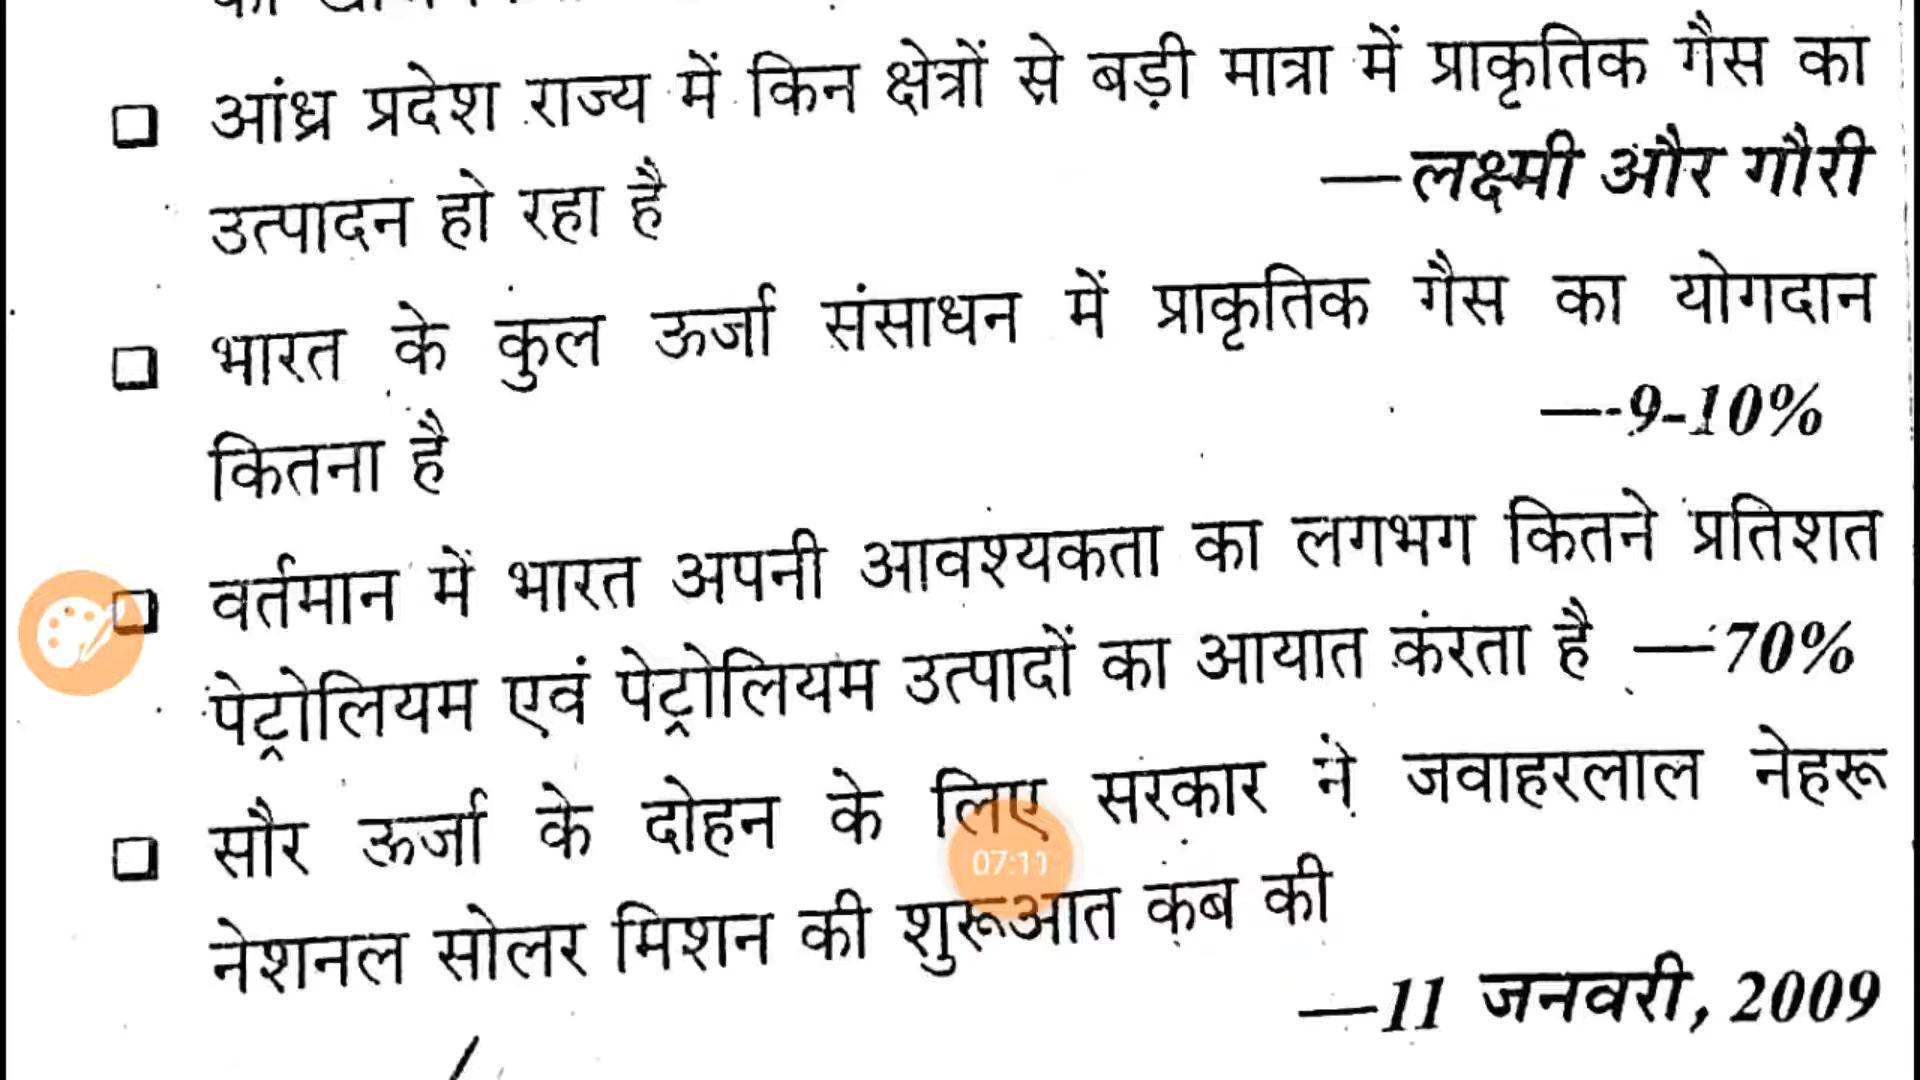 आंध्र प्रदेश राज्य में किन क्षेत्रों से बड़ी मात्रा में प्राकृतिक गैस का
उत्पादन हो रहा है —लक्ष्मी और गौरी
भारत के कुल ऊर्जा संसाधन में प्राकृतिक गैस का योगदान
कितना है —9-10%
वर्तमान में भारत अपनी आवश्यकता का लगभग कितने प्रतिशत
पेट्रोलियम एवं पेट्रोलियम उत्पादों का आयात करता है —70%
सौर ऊर्जा के दोहन के लिए सरकार ने जवाहरलाल नेहरू
07:11
नेशनल सोलर मिशन की शुरूआत कब की
—11 जनवरी, 2009